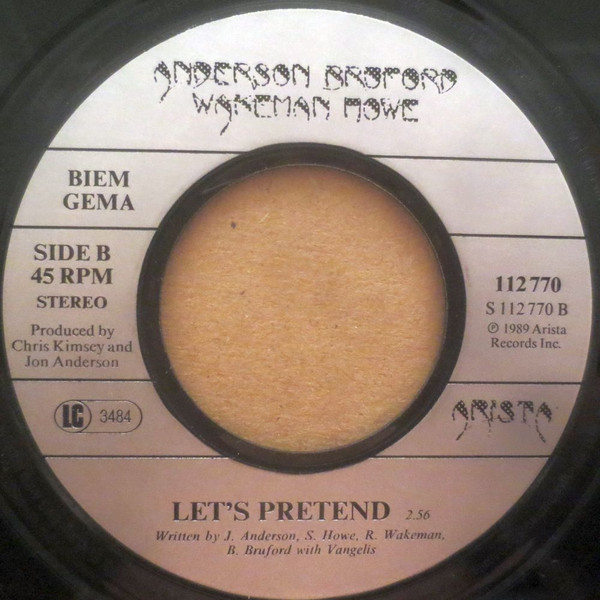 ANDERSON BRUFORD
WAKEMAN HOWE
BIEM
GEMA
SIDE B
45 RPM
STEREO
Produced by
Chris Kimsey and
Jon Anderson
LC 3484
112 770
S 112 770 B
℗ 1989 Arista
Records Inc.
ARISTA
LET'S PRETEND 2.56
Written by J. Anderson, S. Howe, R. Wakeman,
B. Bruford with Vangelis